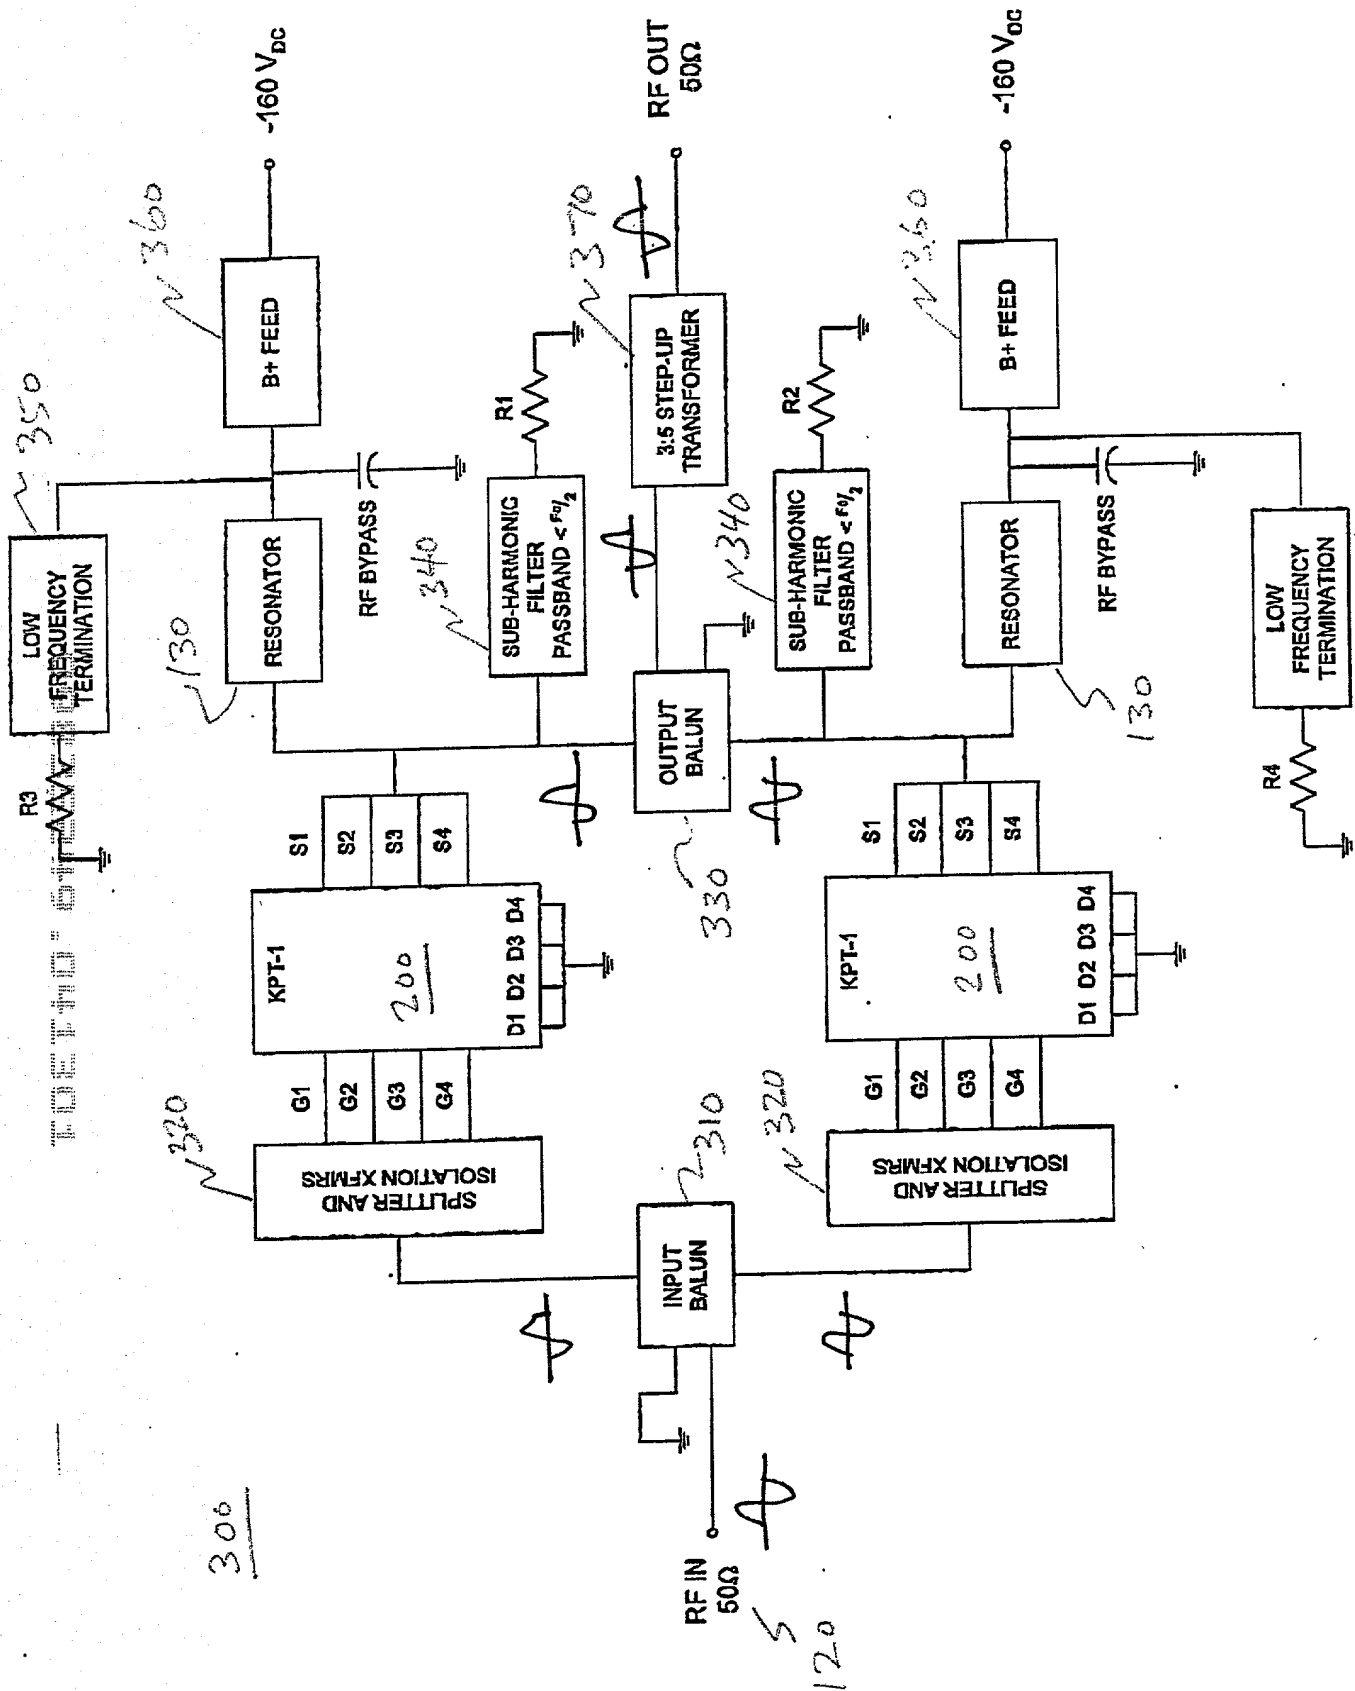 300
RF IN
50Ω
120
INPUT
BALUN
310
SPLITTER AND
ISOLATION XFMRS
320
G1
G2
G3
G4
KPT-1
200
D1 D2 D3 D4
S1
S2
S3
S4
R3
LOW
FREQUENCY
TERMINATION
350
RESONATOR
130
RF BYPASS
B+ FEED
360
-160 VDC
SUB-HARMONIC
FILTER
PASSBAND < F0/2
340
R1
OUTPUT
BALUN
330
3:5 STEP-UP
TRANSFORMER
370
RF OUT
50Ω
SUB-HARMONIC
FILTER
PASSBAND < F0/2
340
R2
SPLITTER AND
ISOLATION XFMRS
320
G1
G2
G3
G4
KPT-1
200
D1 D2 D3 D4
S1
S2
S3
S4
RESONATOR
130
RF BYPASS
B+ FEED
360
-160 VDC
R4
LOW
FREQUENCY
TERMINATION